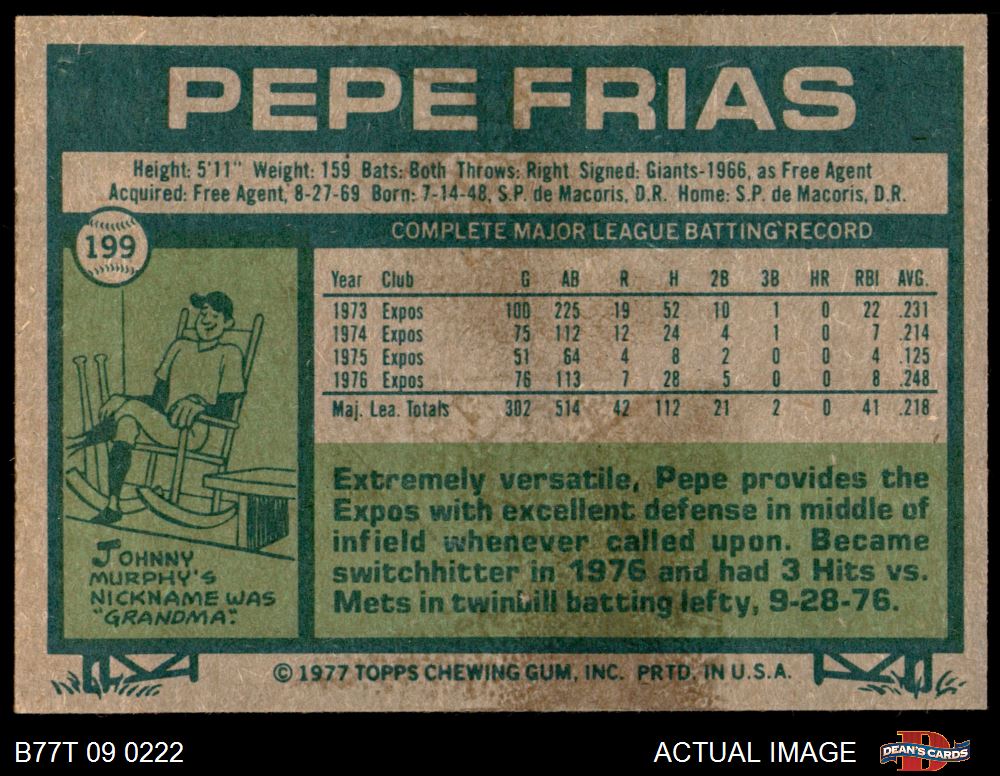 PEPE FRIAS
Height: 5'11" Weight: 159 Bats: Both Throws: Right Signed: Giants-1966, as Free Agent
Acquired: Free Agent, 8-27-69 Born: 7-14-48, S.P. de Macoris, D.R. Home: S.P. de Macoris, D.R.
199
COMPLETE MAJOR LEAGUE BATTING RECORD
Year Club G AB R H 2B 3B HR RBI AVG.
1973 Expos 100 225 19 52 10 1 0 22 .231
1974 Expos 75 112 12 24 4 1 0 7 .214
1975 Expos 51 64 4 8 2 0 0 4 .125
1976 Expos 76 113 7 28 5 0 0 8 .248
Maj. Lea. Totals 302 514 42 112 21 2 0 41 .218
Extremely versatile, Pepe provides the
Expos with excellent defense in middle of
infield whenever called upon. Became
switchhitter in 1976 and had 3 Hits vs.
Mets in twinbill batting lefty, 9-28-76.
JOHNNY
MURPHY'S
NICKNAME WAS
"GRANDMA."
© 1977 TOPPS CHEWING GUM, INC. PRTD. IN U.S.A.
B77T 09 0222
ACTUAL IMAGE
D
DEAN'S CARDS